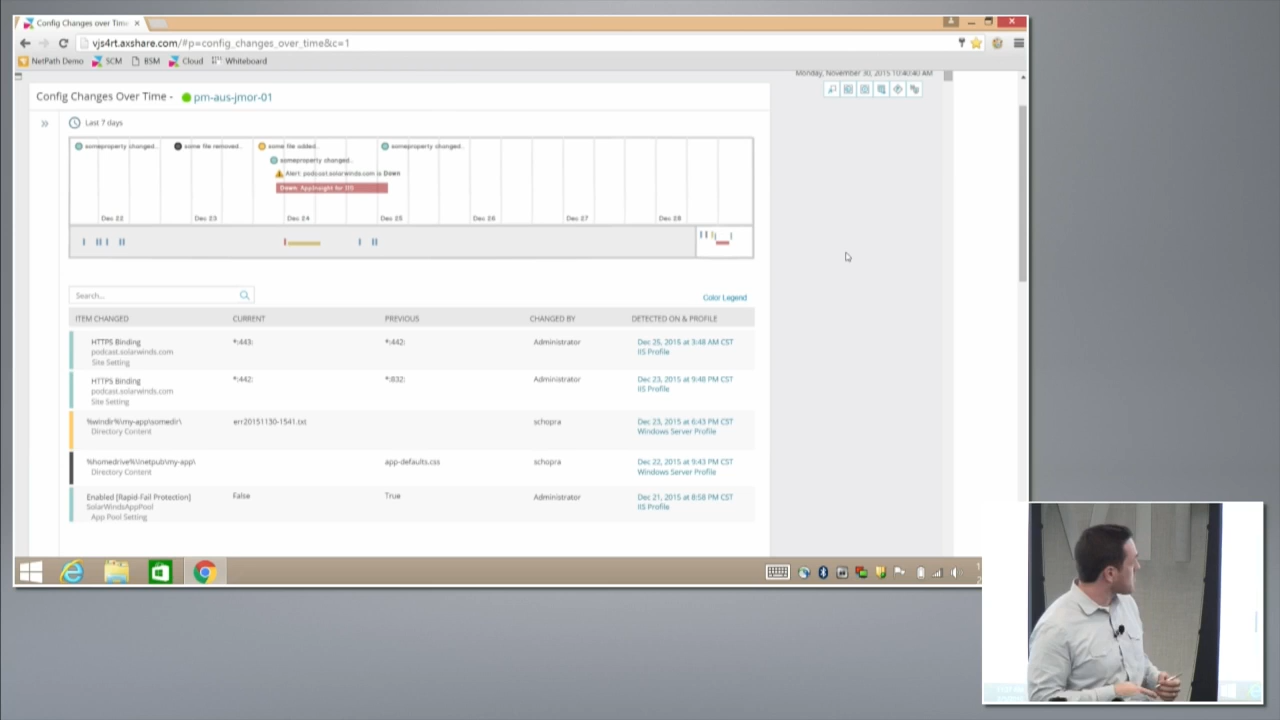 Config Changes over Time
vjs4rt.axshare.com/#p=config_changes_over_time&c=1
NetPath Demo SCM BSM Cloud Whiteboard
Monday, November 30, 2015 10:40:40 AM
Config Changes Over Time - pm-aus-jmor-01
Last 7 days
someproperty changed.. some file removed.. some file added.. someproperty changed..
someproperty changed..
Alert: podcast.solarwinds.com is Down
Down: AppInsight for IIS
Dec 22 Dec 23 Dec 24 Dec 25 Dec 26 Dec 27 Dec 28
Search...
Color Legend
ITEM CHANGED CURRENT PREVIOUS CHANGED BY DETECTED ON & PROFILE
HTTPS Binding *:443: *:442: Administrator Dec 25, 2015 at 3:48 AM CST
podcast.solarwinds.com IIS Profile
Site Setting
HTTPS Binding *:442: *:832: Administrator Dec 23, 2015 at 9:48 PM CST
podcast.solarwinds.com IIS Profile
Site Setting
%windir%\my-app\somedir\ err20151130-1541.txt schopra Dec 23, 2015 at 6:43 PM CST
Directory Content Windows Server Profile
%homedrive%\inetpub\my-app\ app-defaults.css schopra Dec 22, 2015 at 9:43 PM CST
Directory Content Windows Server Profile
Enabled [Rapid-Fail Protection] False True Administrator Dec 21, 2015 at 8:58 PM CST
SolarWindsAppPool IIS Profile
App Pool Setting